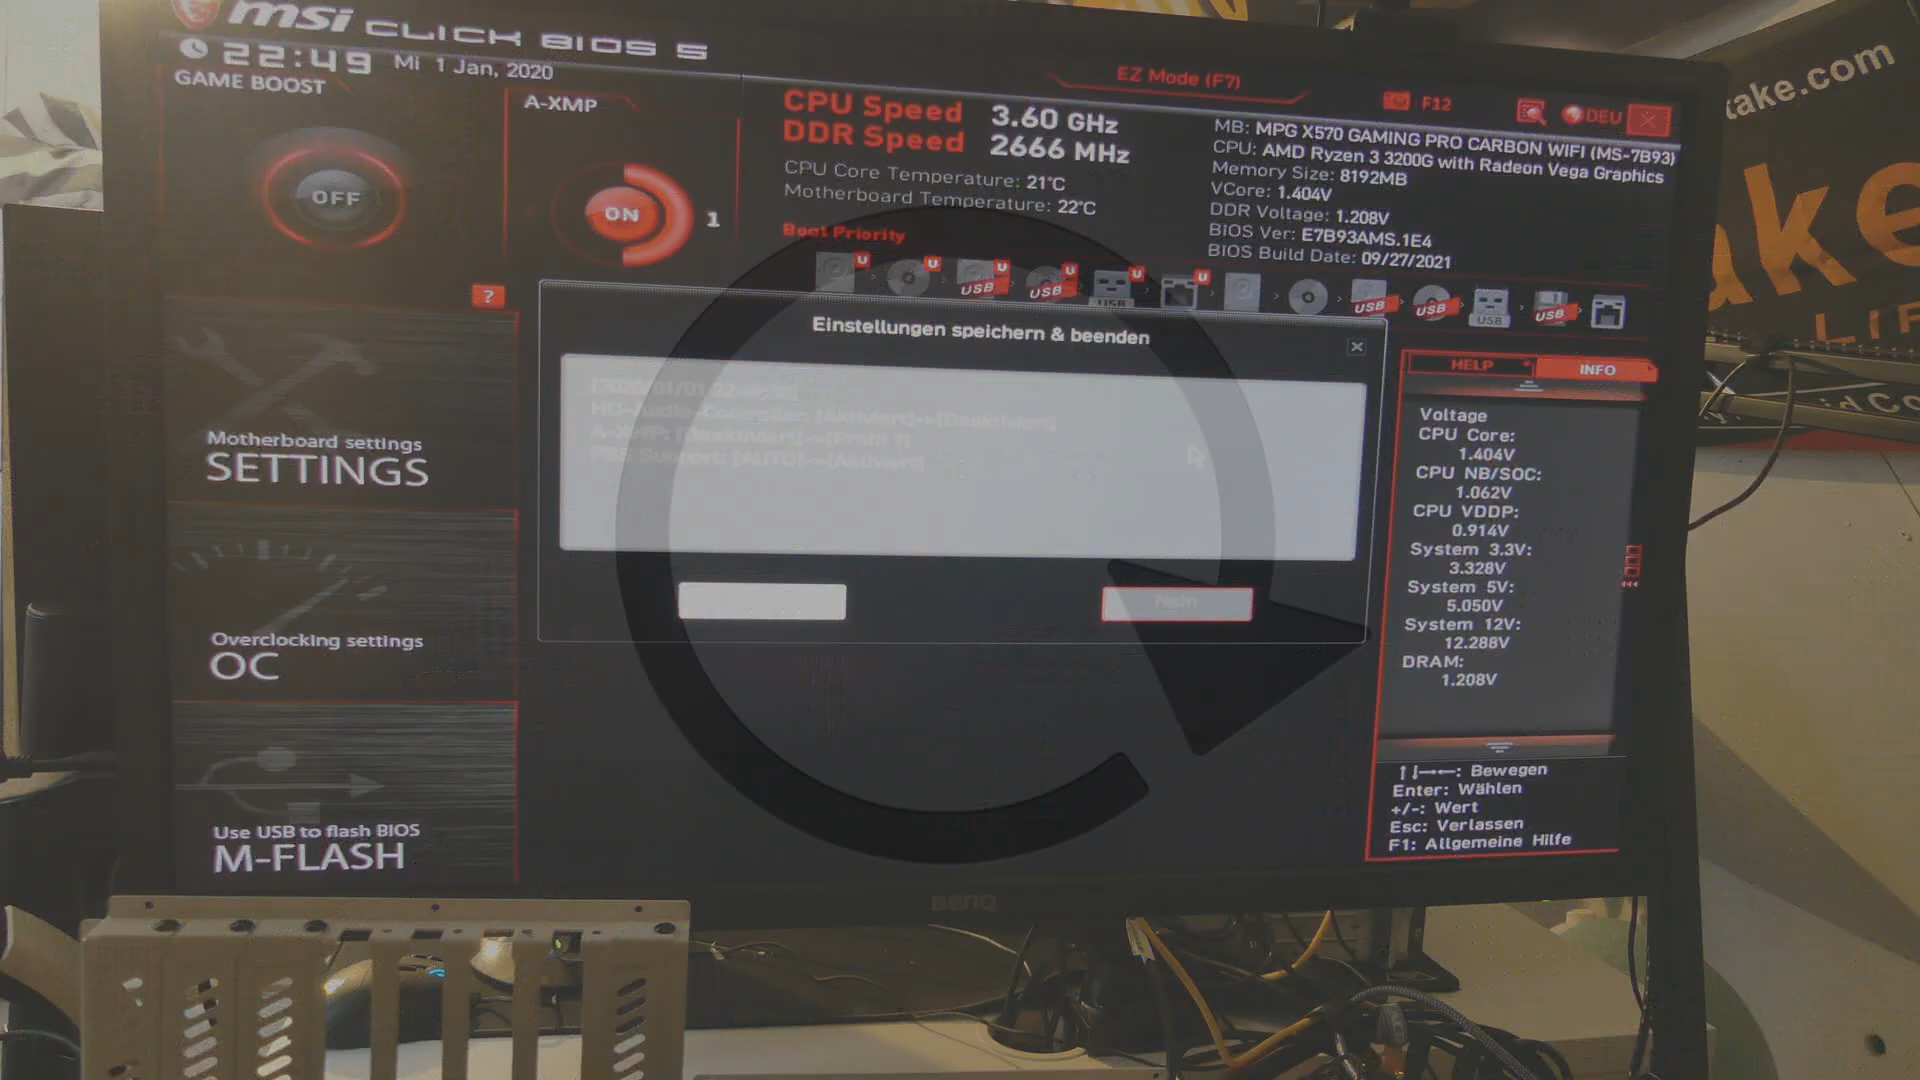 msi CLICK BIOS 5
22:49 Mi 1 Jan, 2020
GAME BOOST
OFF
A-XMP
ON 1
CPU Speed 3.60 GHz
DDR Speed 2666 MHz
CPU Core Temperature: 21°C
Motherboard Temperature: 22°C
EZ Mode (F7)
F12
DEU
MB: MPG X570 GAMING PRO CARBON WIFI (MS-7B93)
CPU: AMD Ryzen 3 3200G with Radeon Vega Graphics
Memory Size: 8192MB
VCore: 1.404V
DDR Voltage: 1.208V
BIOS Ver: E7B93AMS.1E4
BIOS Build Date: 09/27/2021
Boot Priority
U U U U U U
USB USB USB USB USB USB USB
?
Motherboard settings
SETTINGS
Overclocking settings
OC
Use USB to flash BIOS
M-FLASH
Einstellungen speichern & beenden
A-XMP:
Nein
HELP
INFO
Voltage
CPU Core:
1.404V
CPU NB/SOC:
1.062V
CPU VDDP:
0.914V
System 3.3V:
3.328V
System 5V:
5.050V
System 12V:
12.288V
DRAM:
1.208V
↑↓→←: Bewegen
Enter: Wählen
+/-: Wert
Esc: Verlassen
F1: Allgemeine Hilfe
BenQ
take.com
ake
LIF